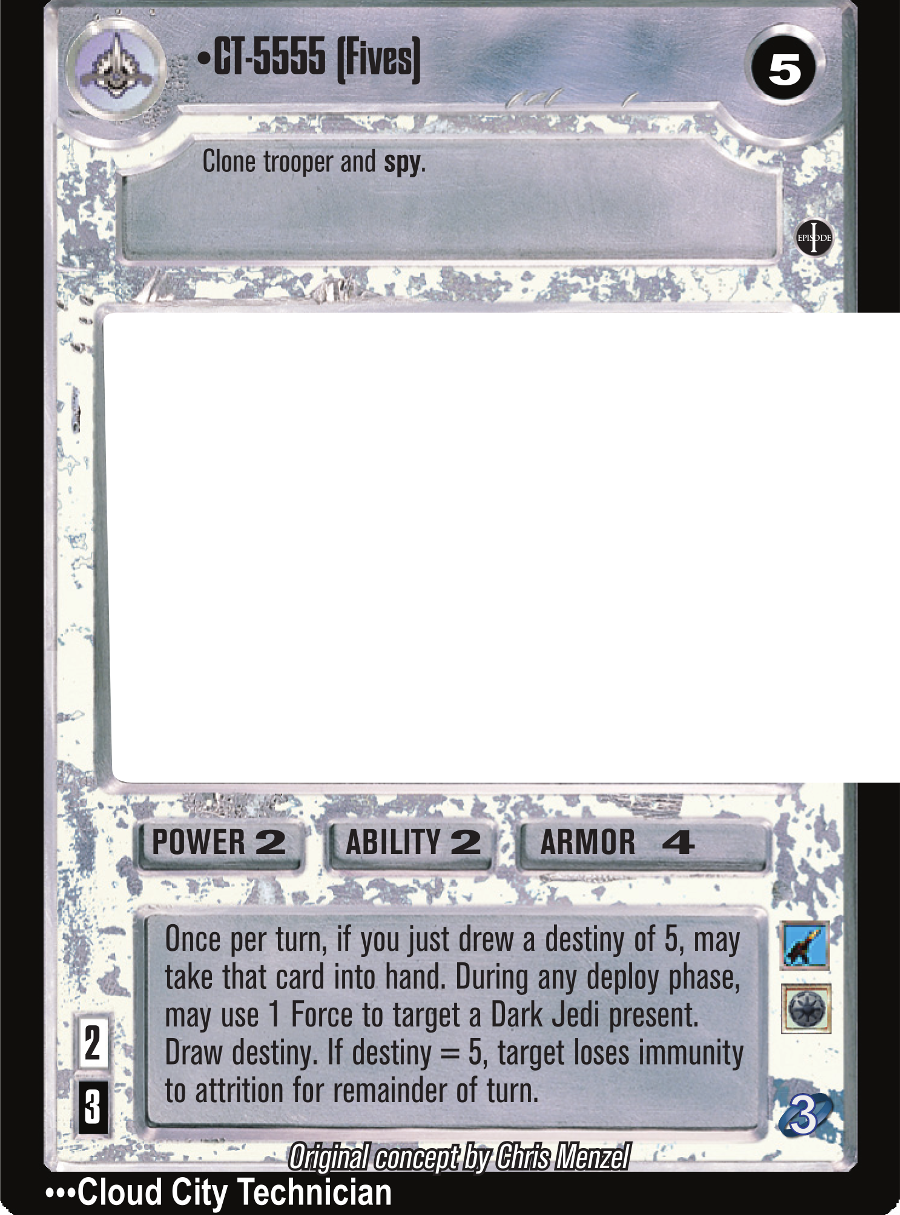 •CT-5555 (Fives)
5
Clone trooper and spy.
EPISODE I
POWER 2
ABILITY 2
ARMOR 4
Once per turn, if you just drew a destiny of 5, may
take that card into hand. During any deploy phase,
may use 1 Force to target a Dark Jedi present.
Draw destiny. If destiny = 5, target loses immunity
to attrition for remainder of turn.
2
3
3
Original concept by Chris Menzel
•••Cloud City Technician